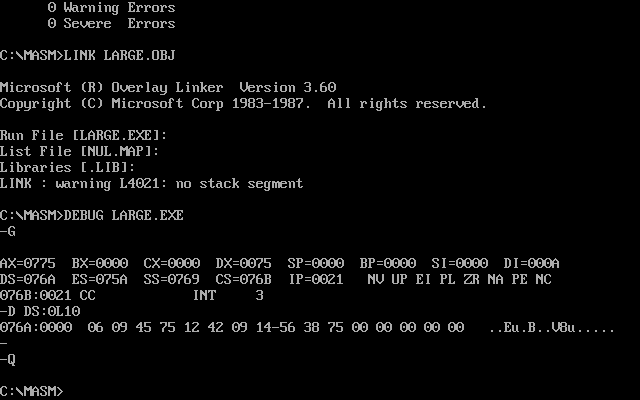 0 Warning Errors
0 Severe  Errors
C:\MASM>LINK LARGE.OBJ
Microsoft (R) Overlay Linker  Version 3.60
Copyright (C) Microsoft Corp 1983-1987.  All rights reserved.
Run File [LARGE.EXE]:
List File [NUL.MAP]:
Libraries [.LIB]:
LINK : warning L4021: no stack segment
C:\MASM>DEBUG LARGE.EXE
-G
AX=0775  BX=0000  CX=0000  DX=0075  SP=0000  BP=0000  SI=0000  DI=000A
DS=076A  ES=075A  SS=0769  CS=076B  IP=0021   NV UP EI PL ZR NA PE NC
076B:0021 CC            INT     3
-D DS:0L10
076A:0000  06 09 45 75 12 42 09 14-56 38 75 00 00 00 00 00   ..Eu.B..V8u.....
-
-Q
C:\MASM>